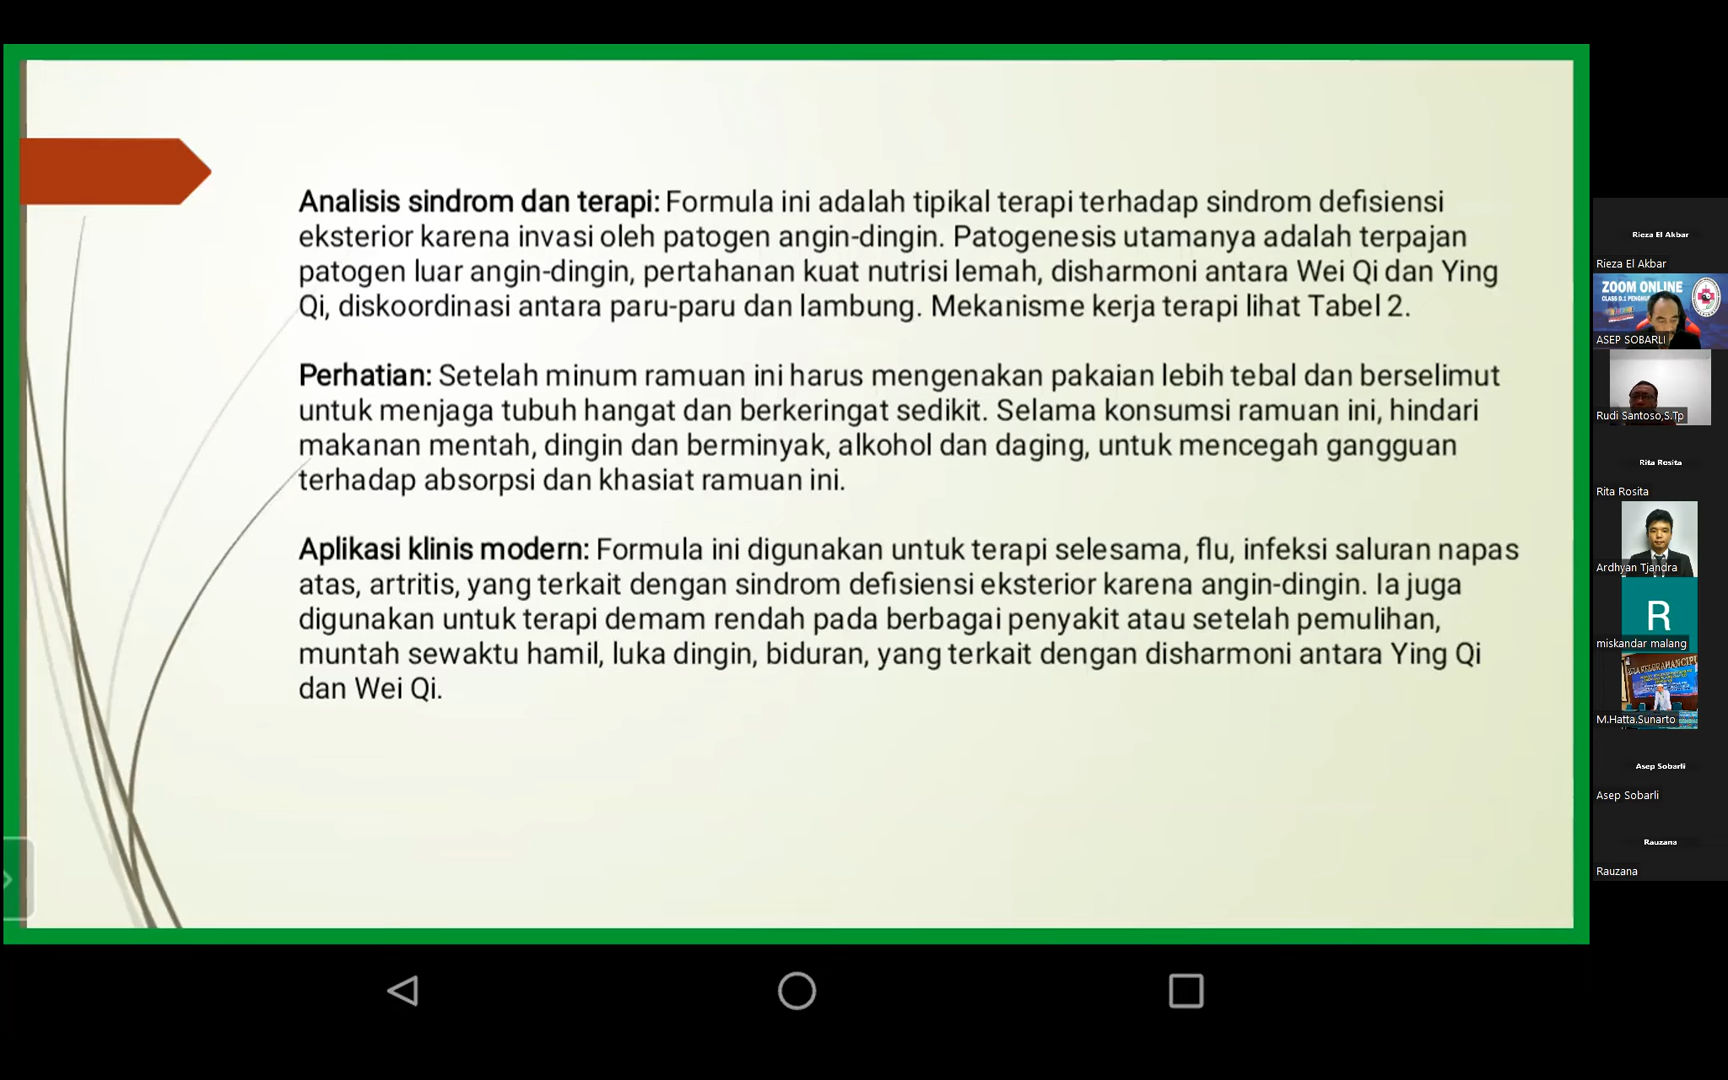 Analisis sindrom dan terapi: Formula ini adalah tipikal terapi terhadap sindrom defisiensi
eksterior karena invasi oleh patogen angin-dingin. Patogenesis utamanya adalah terpajan
patogen luar angin-dingin, pertahanan kuat nutrisi lemah, disharmoni antara Wei Qi dan Ying
Qi, diskoordinasi antara paru-paru dan lambung. Mekanisme kerja terapi lihat Tabel 2.
Perhatian: Setelah minum ramuan ini harus mengenakan pakaian lebih tebal dan berselimut
untuk menjaga tubuh hangat dan berkeringat sedikit. Selama konsumsi ramuan ini, hindari
makanan mentah, dingin dan berminyak, alkohol dan daging, untuk mencegah gangguan
terhadap absorpsi dan khasiat ramuan ini.
Aplikasi klinis modern: Formula ini digunakan untuk terapi selesama, flu, infeksi saluran napas
atas, artritis, yang terkait dengan sindrom defisiensi eksterior karena angin-dingin. Ia juga
digunakan untuk terapi demam rendah pada berbagai penyakit atau setelah pemulihan,
muntah sewaktu hamil, luka dingin, biduran, yang terkait dengan disharmoni antara Ying Qi
dan Wei Qi.
Rieza El Akbar
Rieza El Akbar
ZOOM ONLINE
ASEP SOBARLI
Rudi Santoso,S.Tp
Rita Rosita
Rita Rosita
Ardhyan Tjandra
R
miskandar malang
M.Hatta.Sunarto
Asep Sobarli
Asep Sobarli
Rauzana
Rauzana